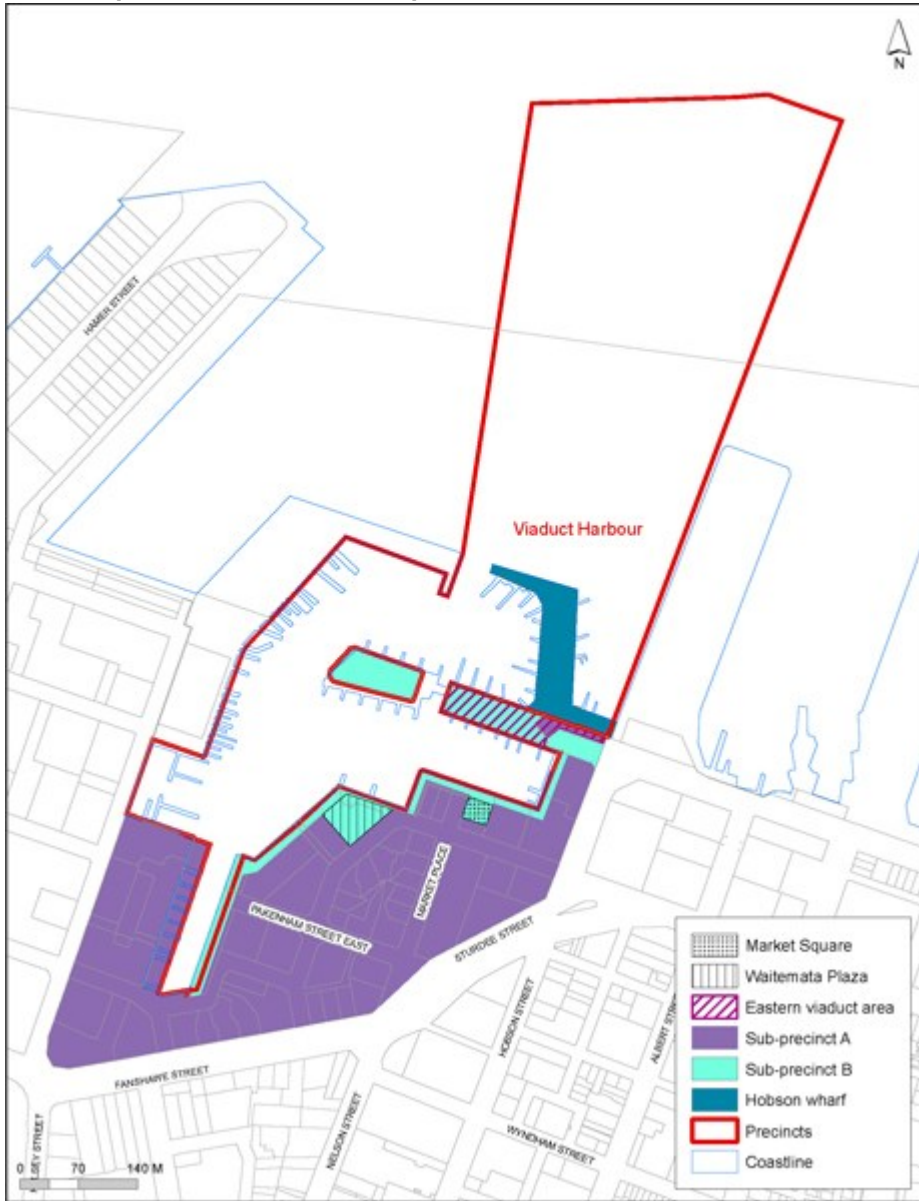 N
HAMER STREET
Viaduct Harbour
MARKET PLACE
PAKENHAM STREET EAST
STURDEE STREET
HOBSON STREET
ALBERT
FANSHAWE STREET
NELSON STREET
WYNDHAM STREET
STREET
0 70 140 M
Market Square
Waitemata Plaza
Eastern viaduct area
Sub-precinct A
Sub-precinct B
Hobson wharf
Precincts
Coastline